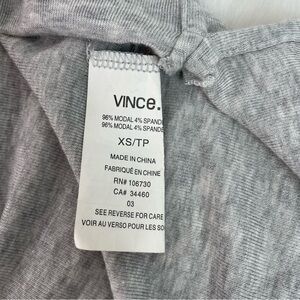 VINCe.
96% MODAL 4% SPAND
96% MODAL 4% SPANDE
XS/TP
MADE IN CHINA
FABRIQUÉ EN CHINE
RN# 106730
CA# 34460
03
SEE REVERSE FOR CARE
VOIR AU VERSO POUR LES SO